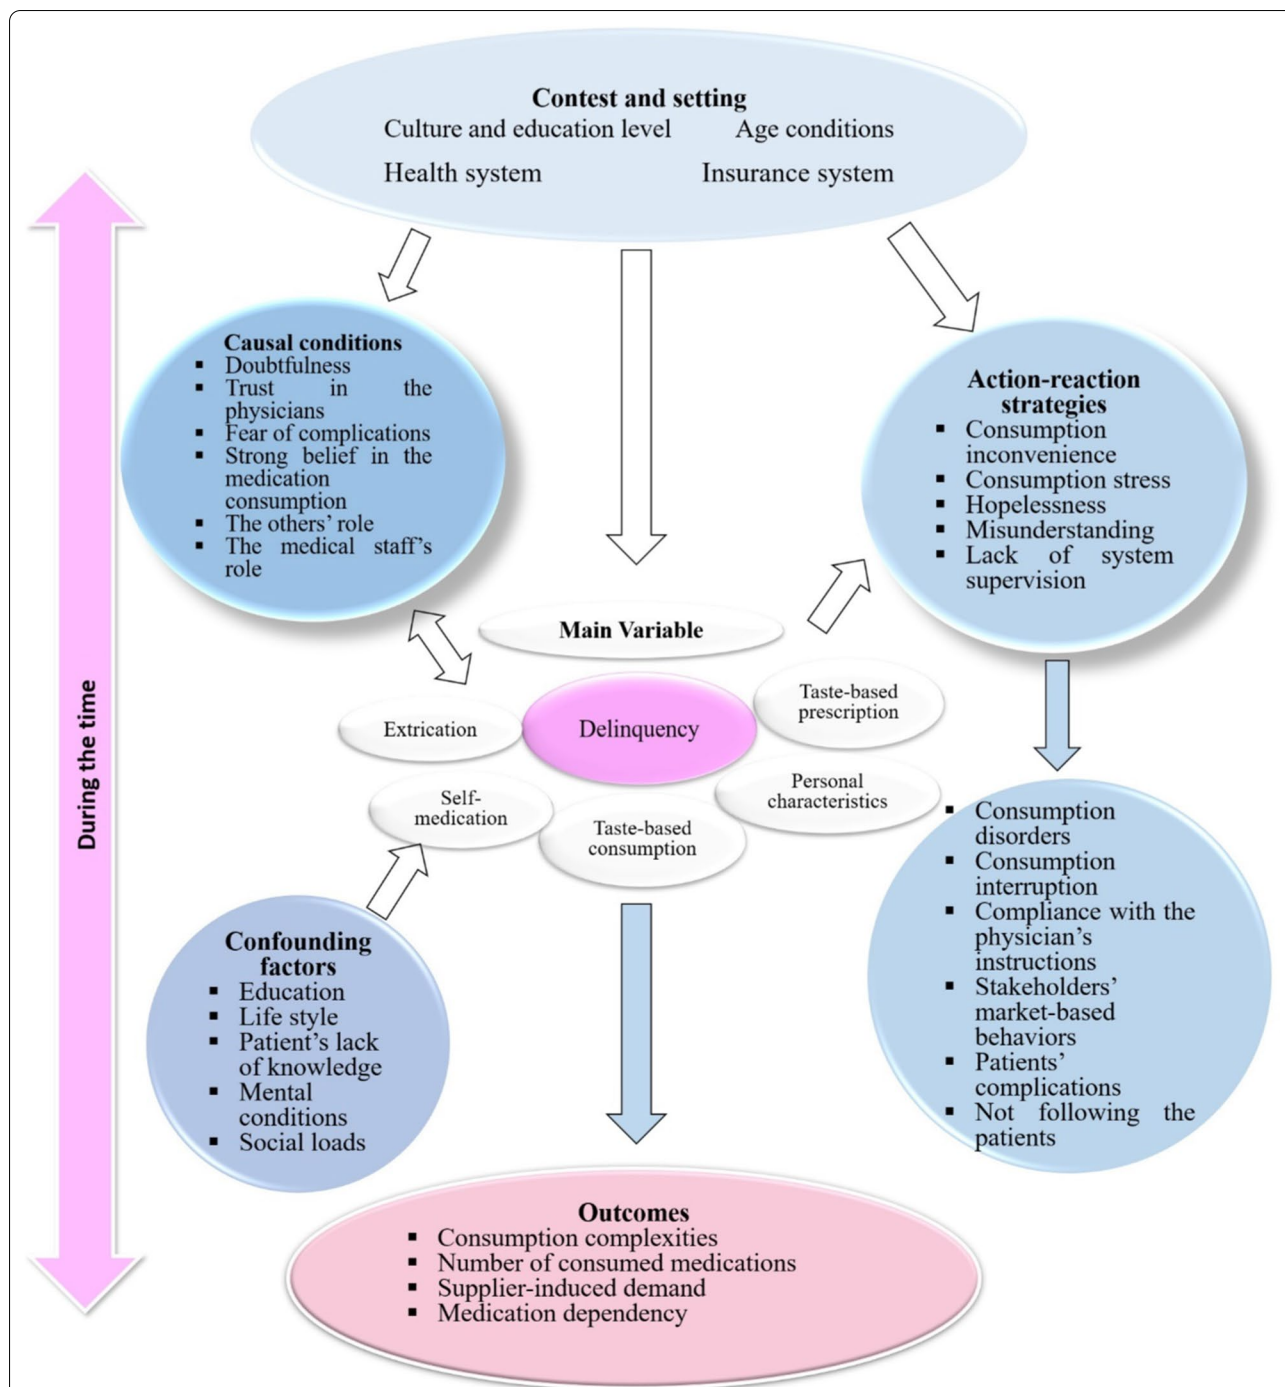 Contest and setting
Culture and education level Age conditions
Health system Insurance system
Causal conditions
▪ Doubtfulness
▪ Trust in the
physicians
▪ Fear of complications
▪ Strong belief in the
medication
consumption
▪ The others’ role
▪ The medical staff’s
role
Action-reaction
strategies
▪ Consumption
inconvenience
▪ Consumption stress
▪ Hopelessness
▪ Misunderstanding
▪ Lack of system
supervision
During the time
Main Variable
Delinquency
Extrication
Self-
medication
Taste-based
consumption
Personal
characteristics
Taste-based
prescription
▪ Consumption
disorders
▪ Consumption
interruption
▪ Compliance with the
physician’s
instructions
▪ Stakeholders’
market-based
behaviors
▪ Patients’
complications
▪ Not following the
patients
Confounding
factors
▪ Education
▪ Life style
▪ Patient’s lack
of knowledge
▪ Mental
conditions
▪ Social loads
Outcomes
▪ Consumption complexities
▪ Number of consumed medications
▪ Supplier-induced demand
▪ Medication dependency